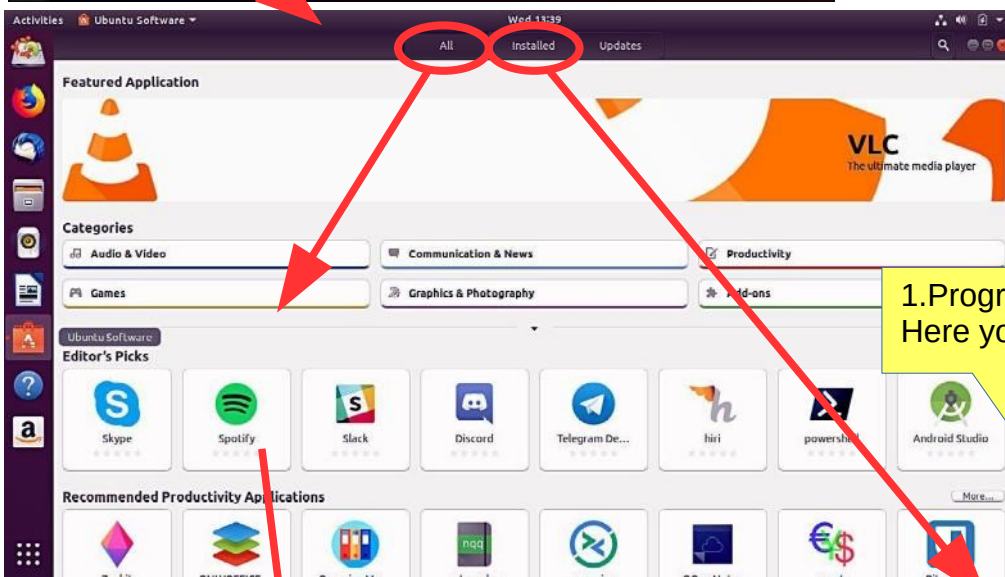 Activities Ubuntu Software Wed 13:39
All Installed Updates
Featured Application
VLC
The ultimate media player
Categories
Audio & Video Communication & News Productivity
Games Graphics & Photography Add-ons
1.Progr
Here yo
Ubuntu Software
Editor's Picks
Skype Spotify Slack Discord Telegram De... hiri powershell Android Studio
Recommended Productivity Applications More...
nqq